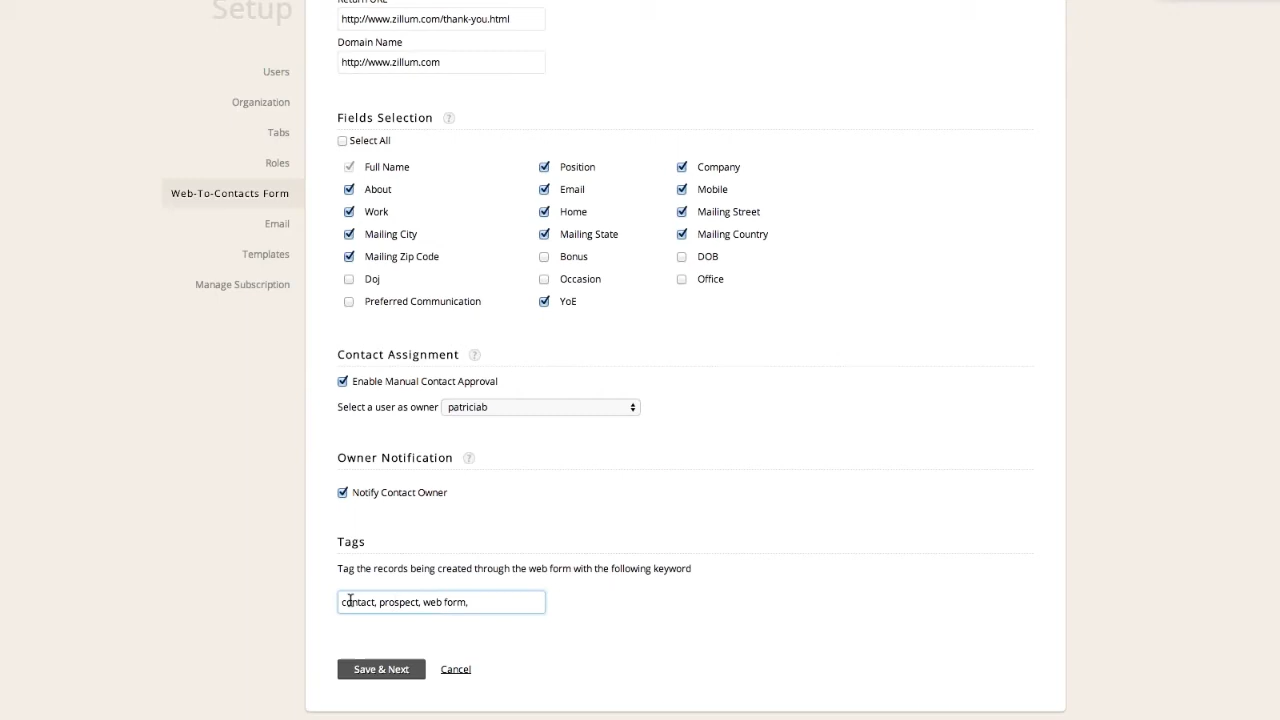 Setup
Users
Organization
Tabs
Roles
Web-To-Contacts Form
Email
Templates
Manage Subscription
Return URL
http://www.zillum.com/thank-you.html
Domain Name
http://www.zillum.com
Fields Selection ?
Select All
Full Name Position Company
About Email Mobile
Work Home Mailing Street
Mailing City Mailing State Mailing Country
Mailing Zip Code Bonus DOB
Doj Occasion Office
Preferred Communication YoE
Contact Assignment ?
Enable Manual Contact Approval
Select a user as owner patriciab
Owner Notification ?
Notify Contact Owner
Tags
Tag the records being created through the web form with the following keyword
contact, prospect, web form,
Save & Next Cancel